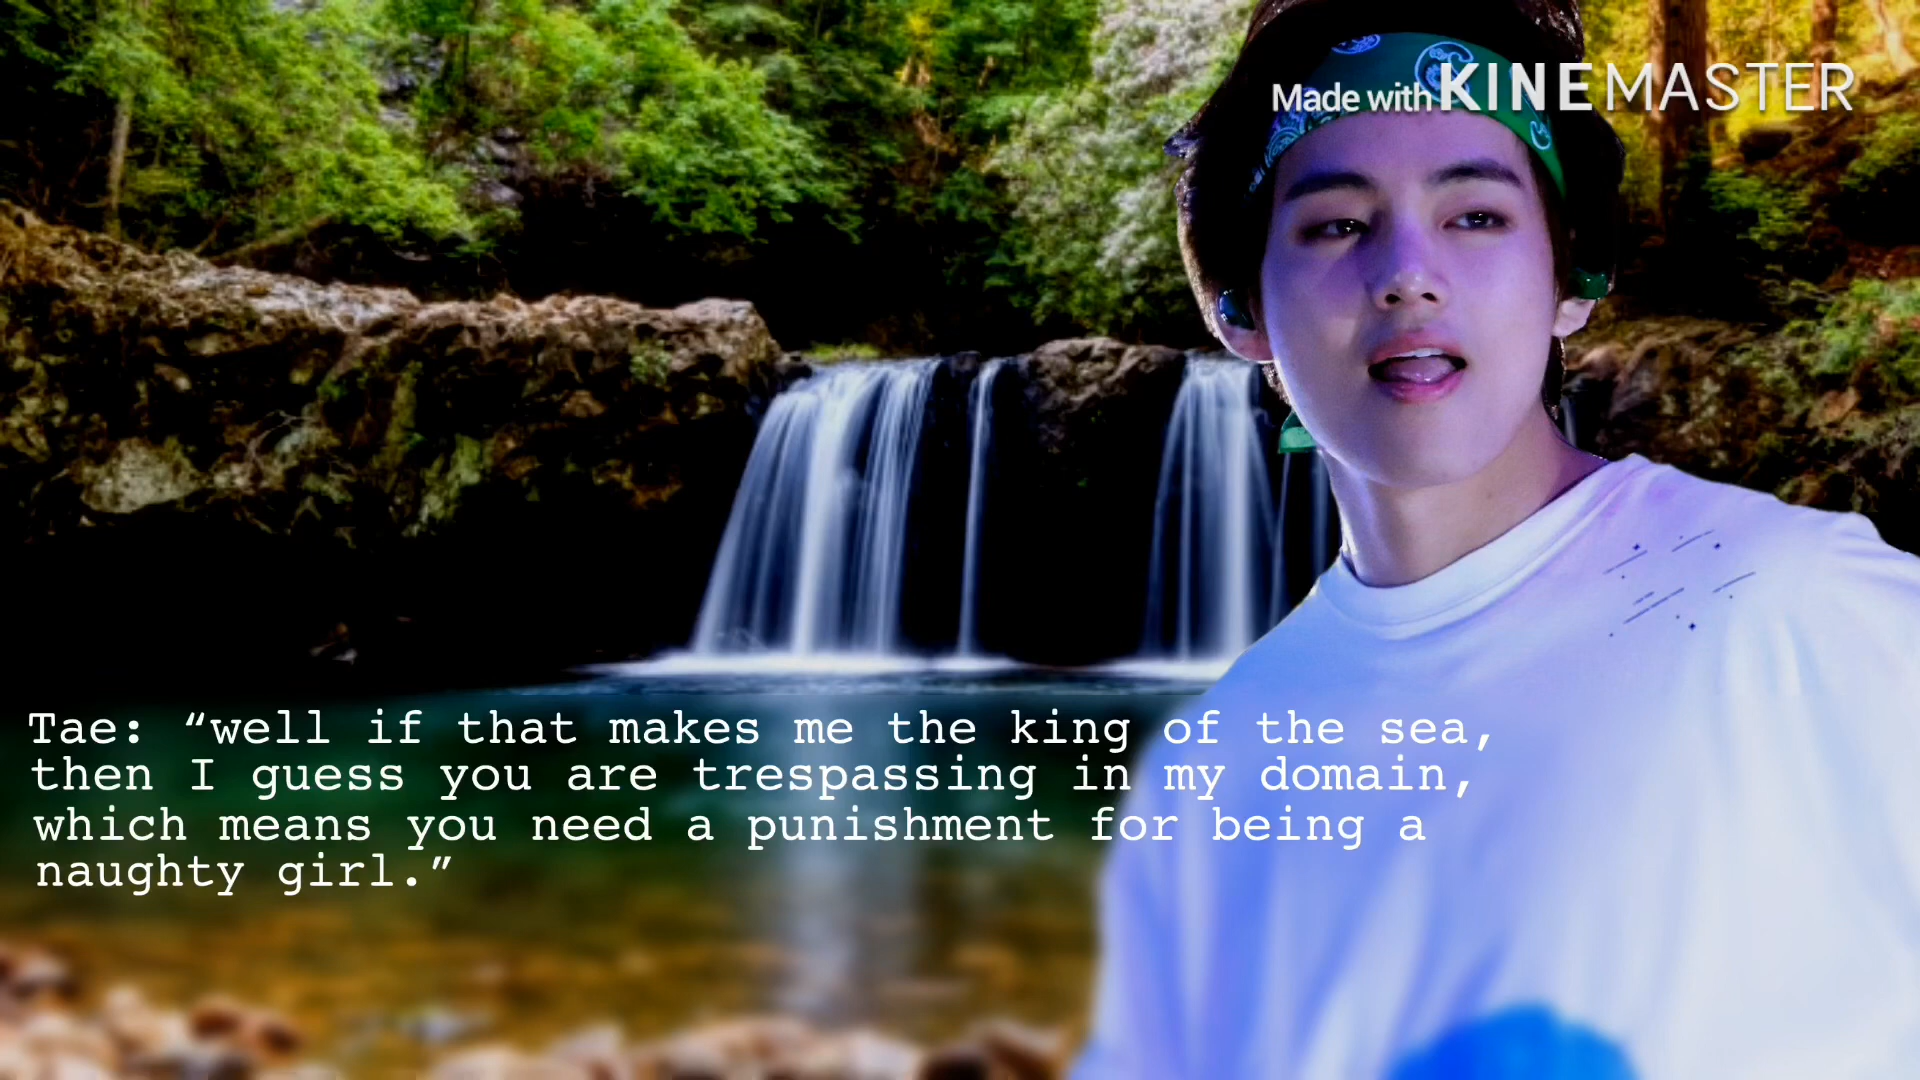 Made with KINEMASTER
Tae: “well if that makes me the king of the sea,
then I guess you are trespassing in my domain,
which means you need a punishment for being a
naughty girl.”